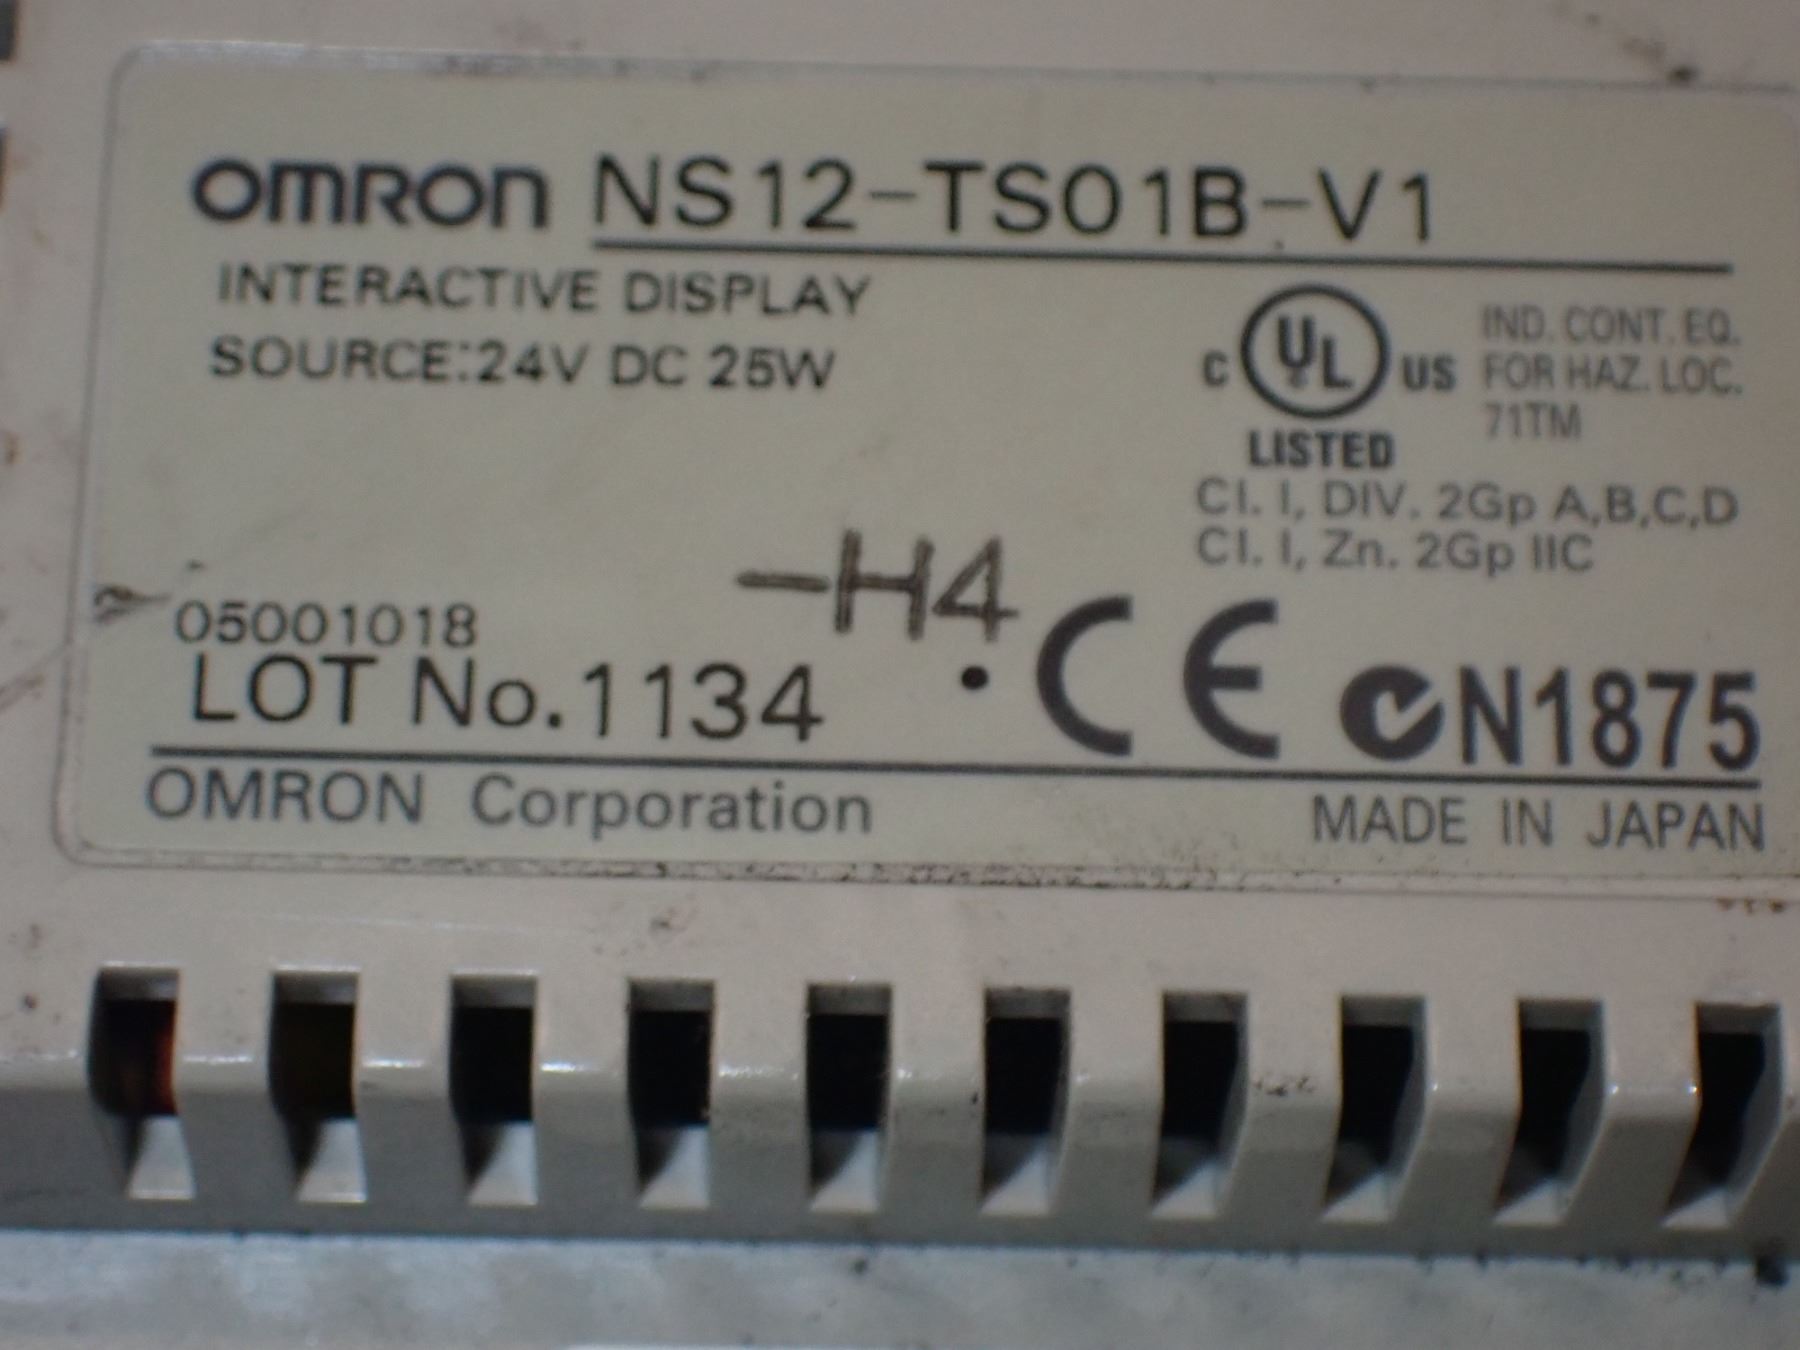 OMRON NS12-TS01B-V1
INTERACTIVE DISPLAY
SOURCE:24V DC 25W
C UL US
LISTED
IND. CONT. EQ.
FOR HAZ. LOC.
71TM
Cl. I, DIV. 2Gp A,B,C,D
Cl. I, Zn. 2Gp IIC
-H4
05001018
LOT No.1134
CE
N1875
OMRON Corporation
MADE IN JAPAN